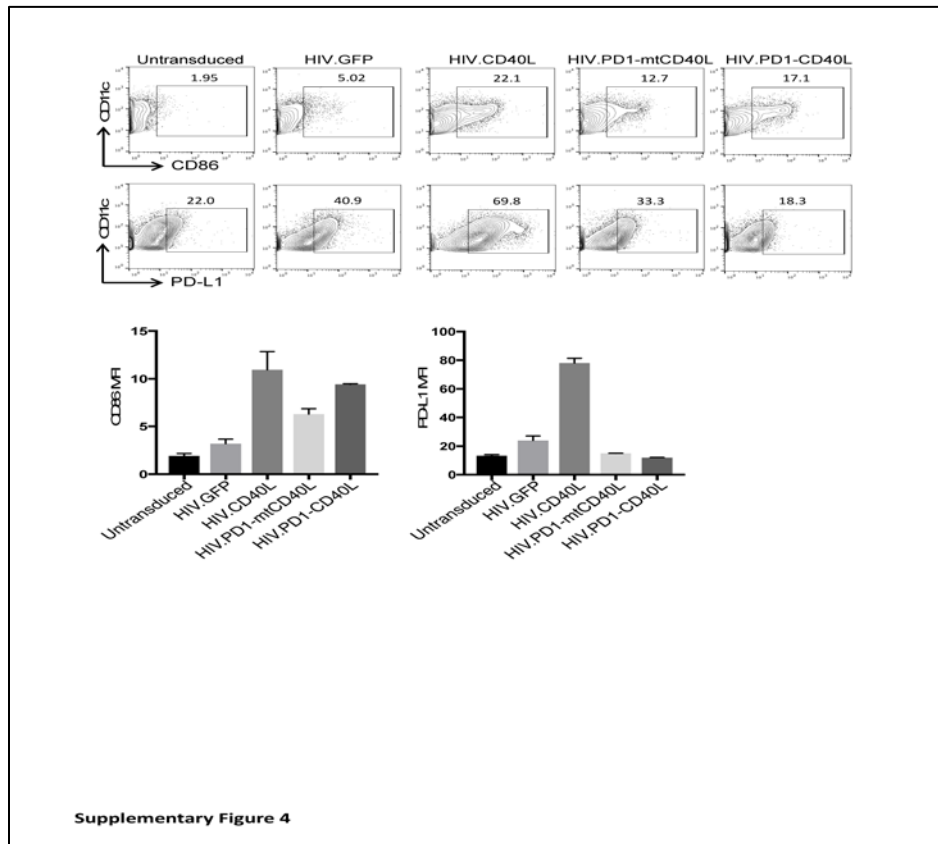 Untransduced HIV.GFP HIV.CD40L HIV.PD1-mtCD40L HIV.PD1-CD40L
1.95 5.02 22.1 12.7 17.1
CD11c
CD86
22.0 40.9 69.8 33.3 18.3
CD11c
PD-L1
15
10
5
0
CD86 MFI
Untransduced
HIV.GFP
HIV.CD40L
HIV.PD1-mtCD40L
HIV.PD1-CD40L
100
80
60
40
20
0
PD-L1 MFI
Untransduced
HIV.GFP
HIV.CD40L
HIV.PD1-mtCD40L
HIV.PD1-CD40L
Supplementary Figure 4